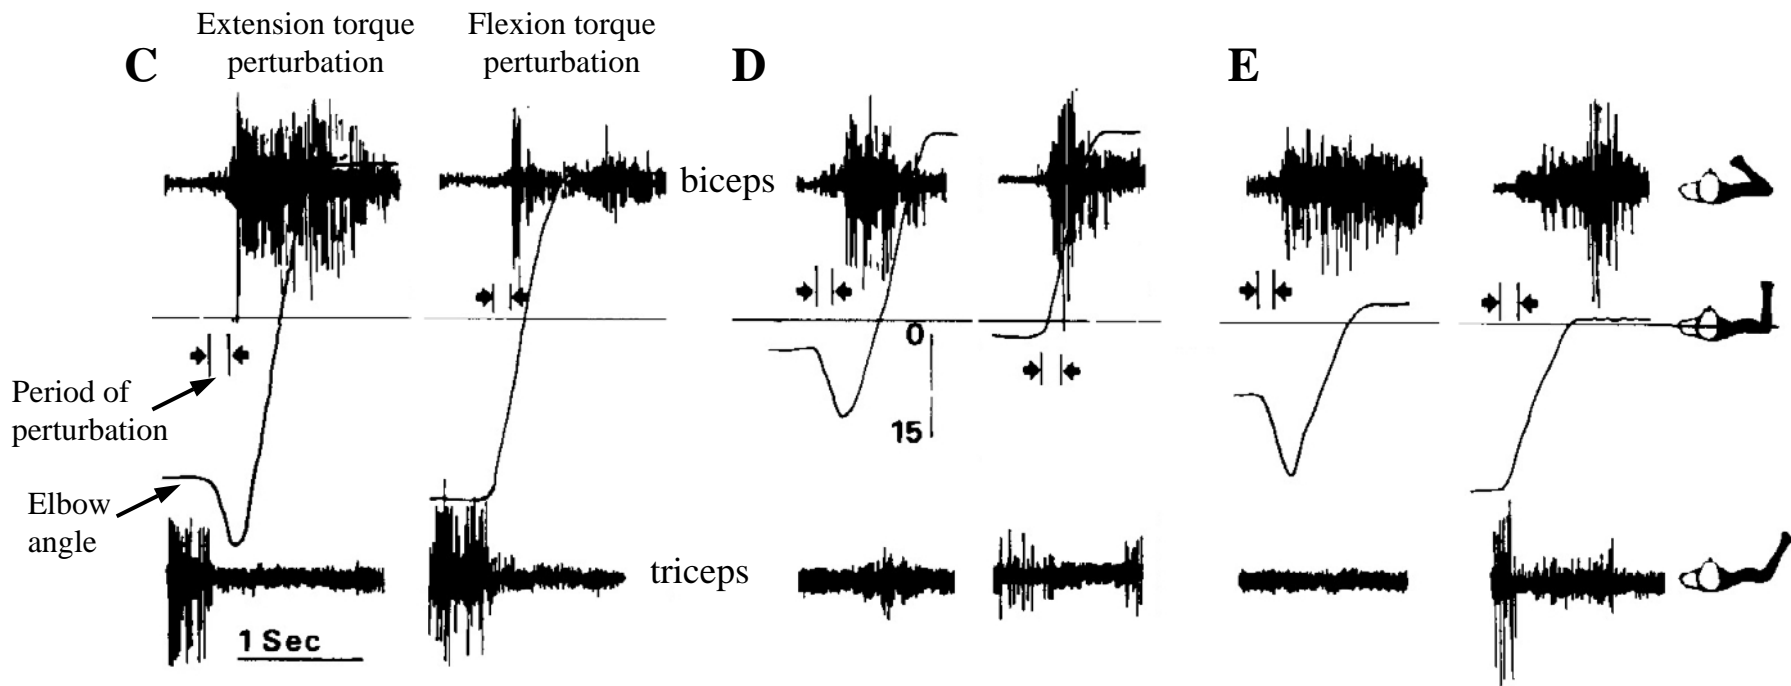 C
Extension torque
perturbation
Flexion torque
perturbation
D
E
biceps
0
15
Period of
perturbation
Elbow
angle
triceps
1 Sec